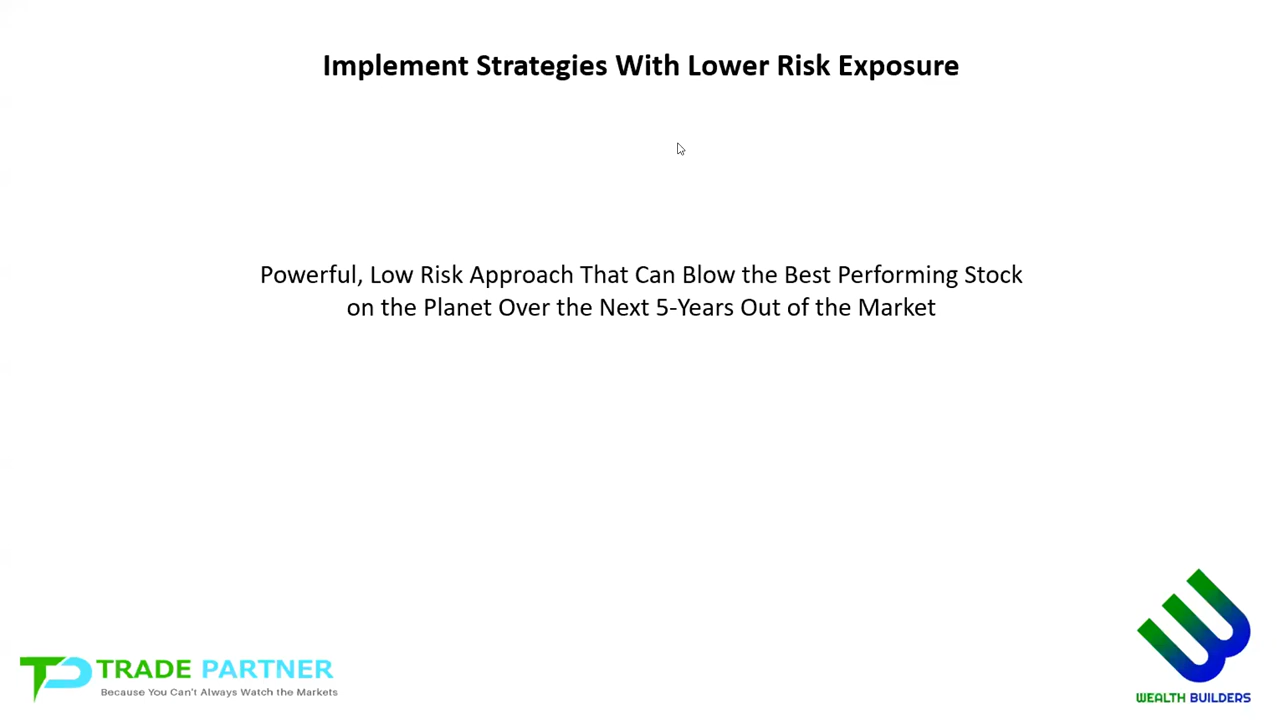 Implement Strategies With Lower Risk Exposure
Powerful, Low Risk Approach That Can Blow the Best Performing Stock
on the Planet Over the Next 5-Years Out of the Market
TRADE PARTNER
Because You Can't Always Watch the Markets
WEALTH BUILDERS